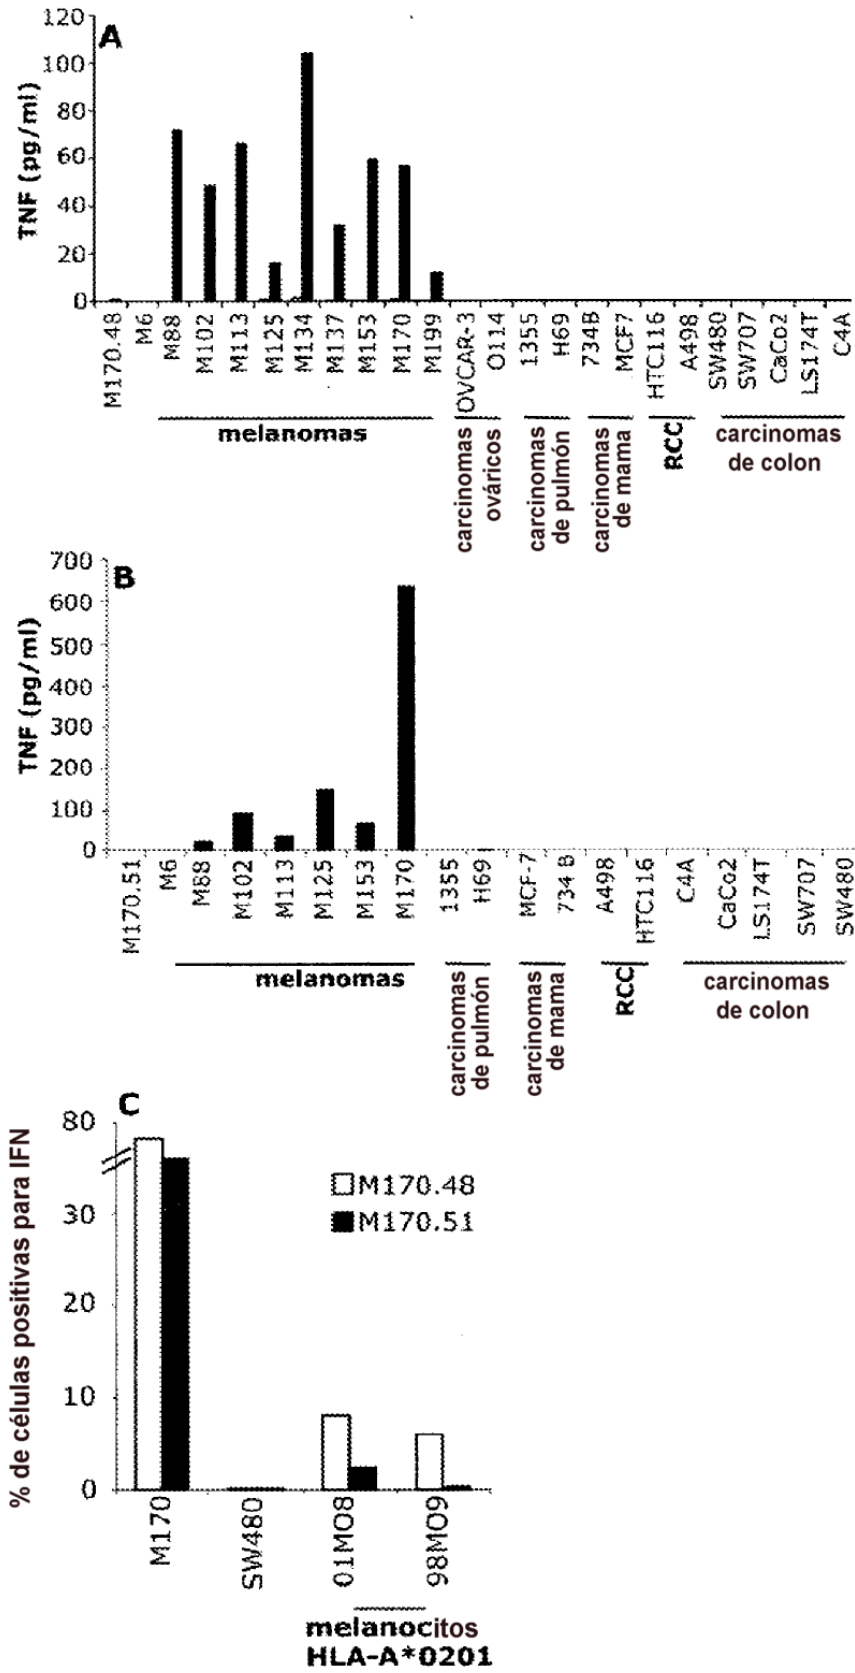 A
TNF (pg/ml)
120
100
80
60
40
20
0
M170.48
M6
M88
M102
M113
M125
M134
M137
M153
M170
M199
OVCAR-3
O114
1355
H69
734B
MCF7
HTC116
A498
SW480
SW707
CaCo2
LS174T
C4A
melanomas
carcinomas
ováricos
carcinomas
de pulmón
carcinomas
de mama
RCC
carcinomas
de colon
B
TNF (pg/ml)
700
600
500
400
300
200
100
0
M170.51
M6
M88
M102
M113
M125
M153
M170
1355
H69
MCF-7
734 B
A498
HTC116
C4A
CaCo2
LS174T
SW707
SW480
melanomas
carcinomas
de pulmón
carcinomas
de mama
RCC
carcinomas
de colon
C
% de células positivas para IFN
80
30
20
10
0
M170.48
M170.51
M170
SW480
01MO8
98MO9
melanocitos
HLA-A*0201